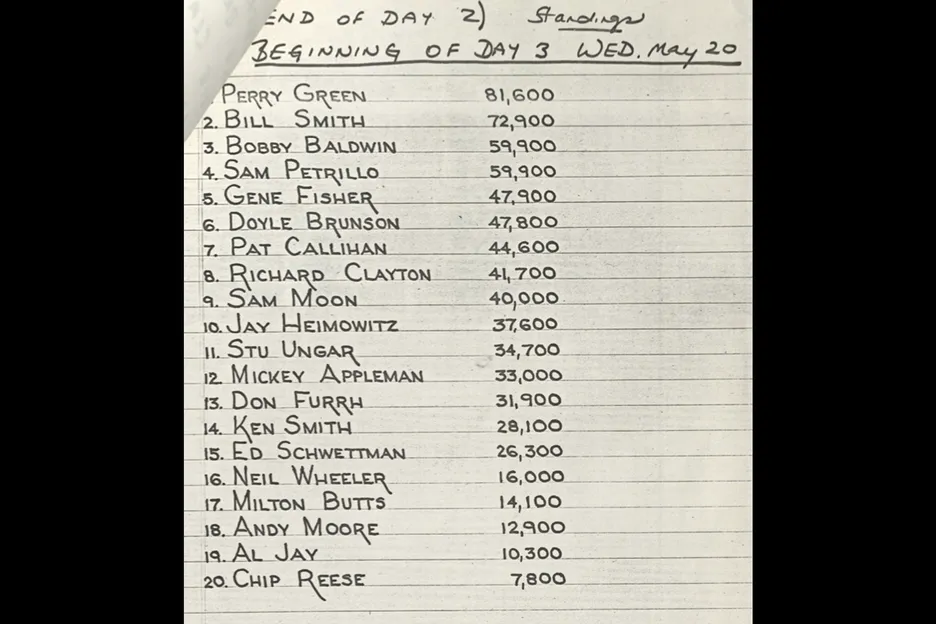 END OF DAY 2) Standings
BEGINNING OF DAY 3 WED. May 20
PERRY GREEN 81,600
2. BILL SMITH 72,900
3. BOBBY BALDWIN 59,900
4. SAM PETRILLO 59,900
5. GENE FISHER 47,900
6. DOYLE BRUNSON 47,800
7. PAT CALLIHAN 44,600
8. RICHARD CLAYTON 41,700
9. SAM MOON 40,000
10. JAY HEIMOWITZ 37,600
11. STU UNGAR 34,700
12. MICKEY APPLEMAN 33,000
13. DON FURRH 31,900
14. KEN SMITH 28,100
15. ED SCHWETTMAN 26,300
16. NEIL WHEELER 16,000
17. MILTON BUTTS 14,100
18. ANDY MOORE 12,900
19. AL JAY 10,300
20. CHIP REESE 7,800